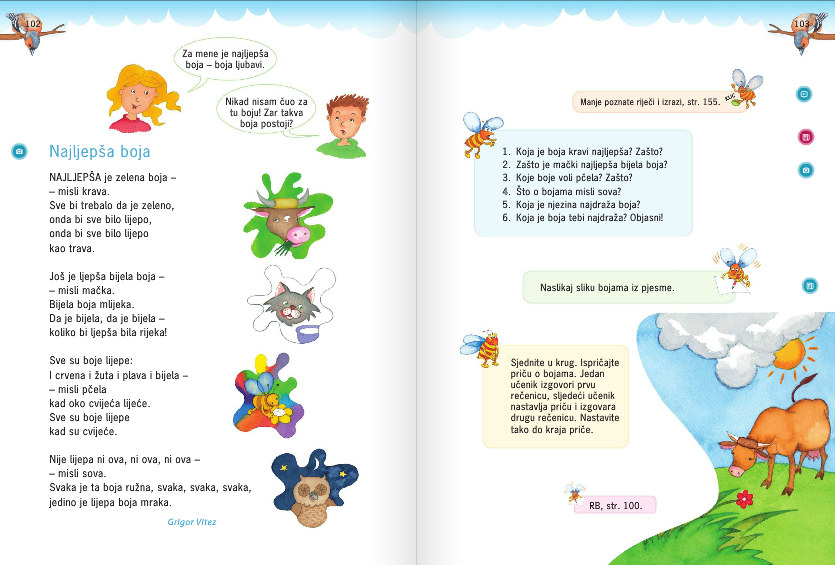 102
Za mene je najljepša
boja – boja ljubavi.
Nikad nisam čuo za
tu boju! Zar takva
boja postoji?
Najljepša boja
NAJLJEPŠA je zelena boja –
– misli krava.
Sve bi trebalo da je zeleno,
onda bi sve bilo lijepo,
onda bi sve bilo lijepo
kao trava.
Još je ljepša bijela boja –
– misli mačka.
Bijela boja mlijeka.
Da je bijela, da je bijela –
koliko bi ljepša bila rijeka!
Sve su boje lijepe:
I crvena i žuta i plava i bijela –
– misli pčela
kad oko cvijeća lijeće.
Sve su boje lijepe
kad su cvijeće.
Nije lijepa ni ova, ni ova, ni ova –
– misli sova.
Svaka je ta boja ružna, svaka, svaka, svaka,
jedino je lijepa boja mraka.
Grigor Vitez
103
Manje poznate riječi i izrazi, str. 155.
1. Koja je boja kravi najljepša? Zašto?
2. Zašto je mački najljepša bijela boja?
3. Koje boje voli pčela? Zašto?
4. Što o bojama misli sova?
5. Koja je njezina najdraža boja?
6. Koja je boja tebi najdraža? Objasni!
Naslikaj sliku bojama iz pjesme.
Sjednite u krug. Ispričajte
priču o bojama. Jedan
učenik izgovori prvu
rečenicu, sljedeći učenik
nastavlja priču i izgovara
drugu rečenicu. Nastavite
tako do kraja priče.
RB, str. 100.